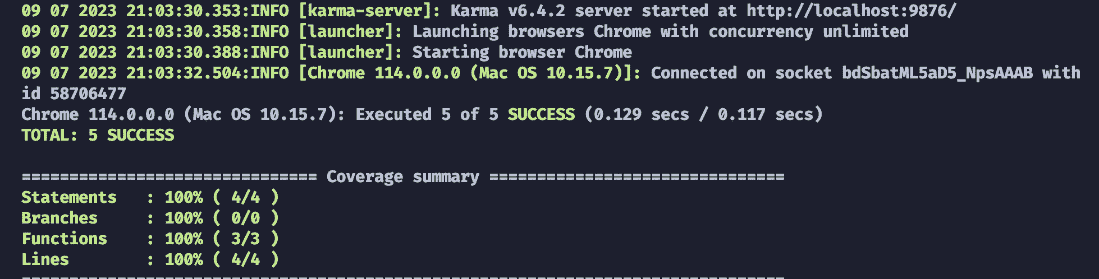 09 07 2023 21:03:30.353:INFO [karma-server]: Karma v6.4.2 server started at http://localhost:9876/
09 07 2023 21:03:30.358:INFO [launcher]: Launching browsers Chrome with concurrency unlimited
09 07 2023 21:03:30.388:INFO [launcher]: Starting browser Chrome
09 07 2023 21:03:32.504:INFO [Chrome 114.0.0.0 (Mac OS 10.15.7)]: Connected on socket bdSbatML5aD5_NpsAAAB with
id 58706477
Chrome 114.0.0.0 (Mac OS 10.15.7): Executed 5 of 5 SUCCESS (0.129 secs / 0.117 secs)
TOTAL: 5 SUCCESS

=============================== Coverage summary ===============================
Statements   : 100% ( 4/4 )
Branches     : 100% ( 0/0 )
Functions    : 100% ( 3/3 )
Lines        : 100% ( 4/4 )
================================================================================